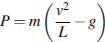 P = m ( v² / L − g )